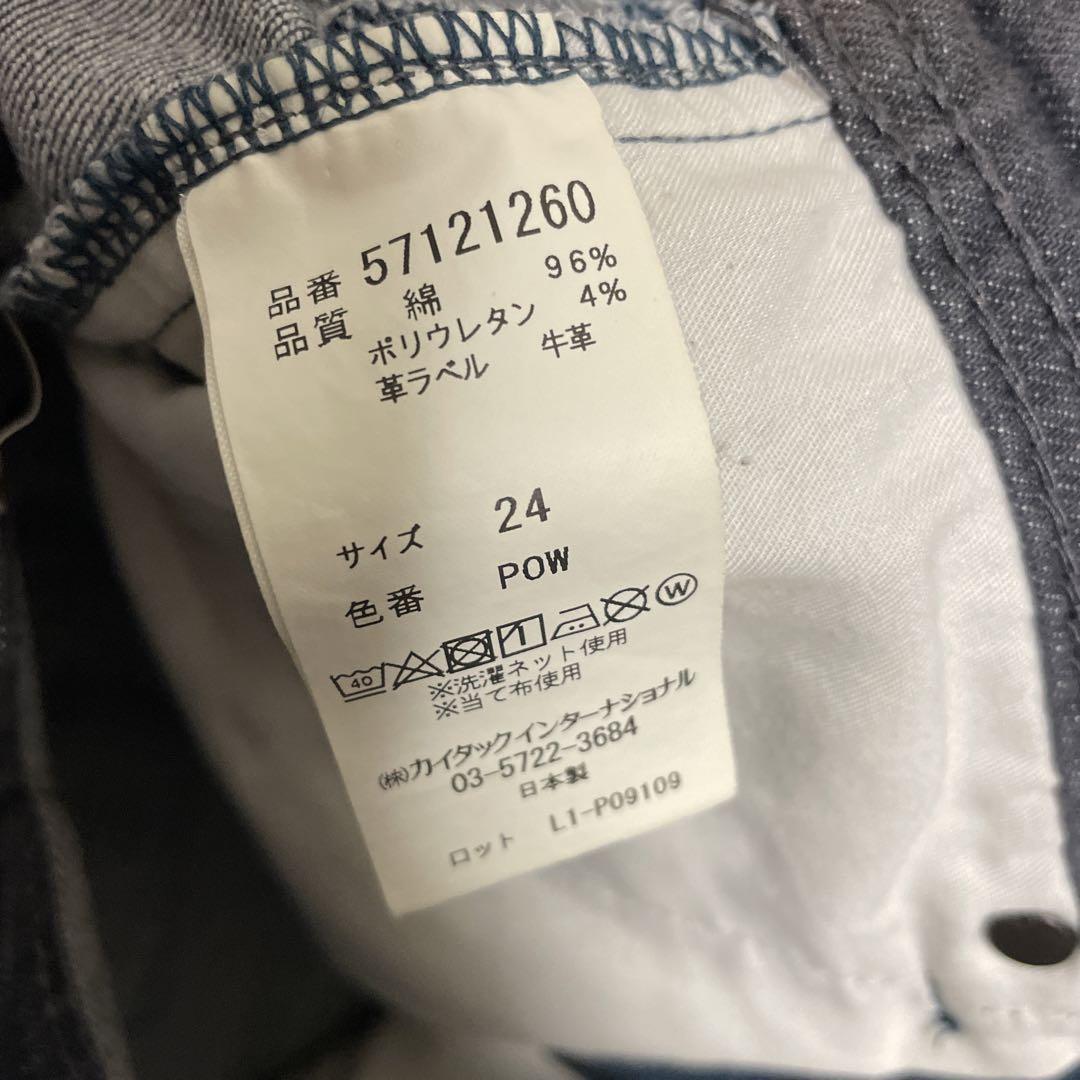 品番 57121260
品質 綿 96%
ポリウレタン 4%
革ラベル 牛革
サイズ 24
色番 POW
40 W
※洗濯ネット使用
※当て布使用
(株)カイタックインターナショナル
03-5722-3684
日本製
ロット L1-P09109